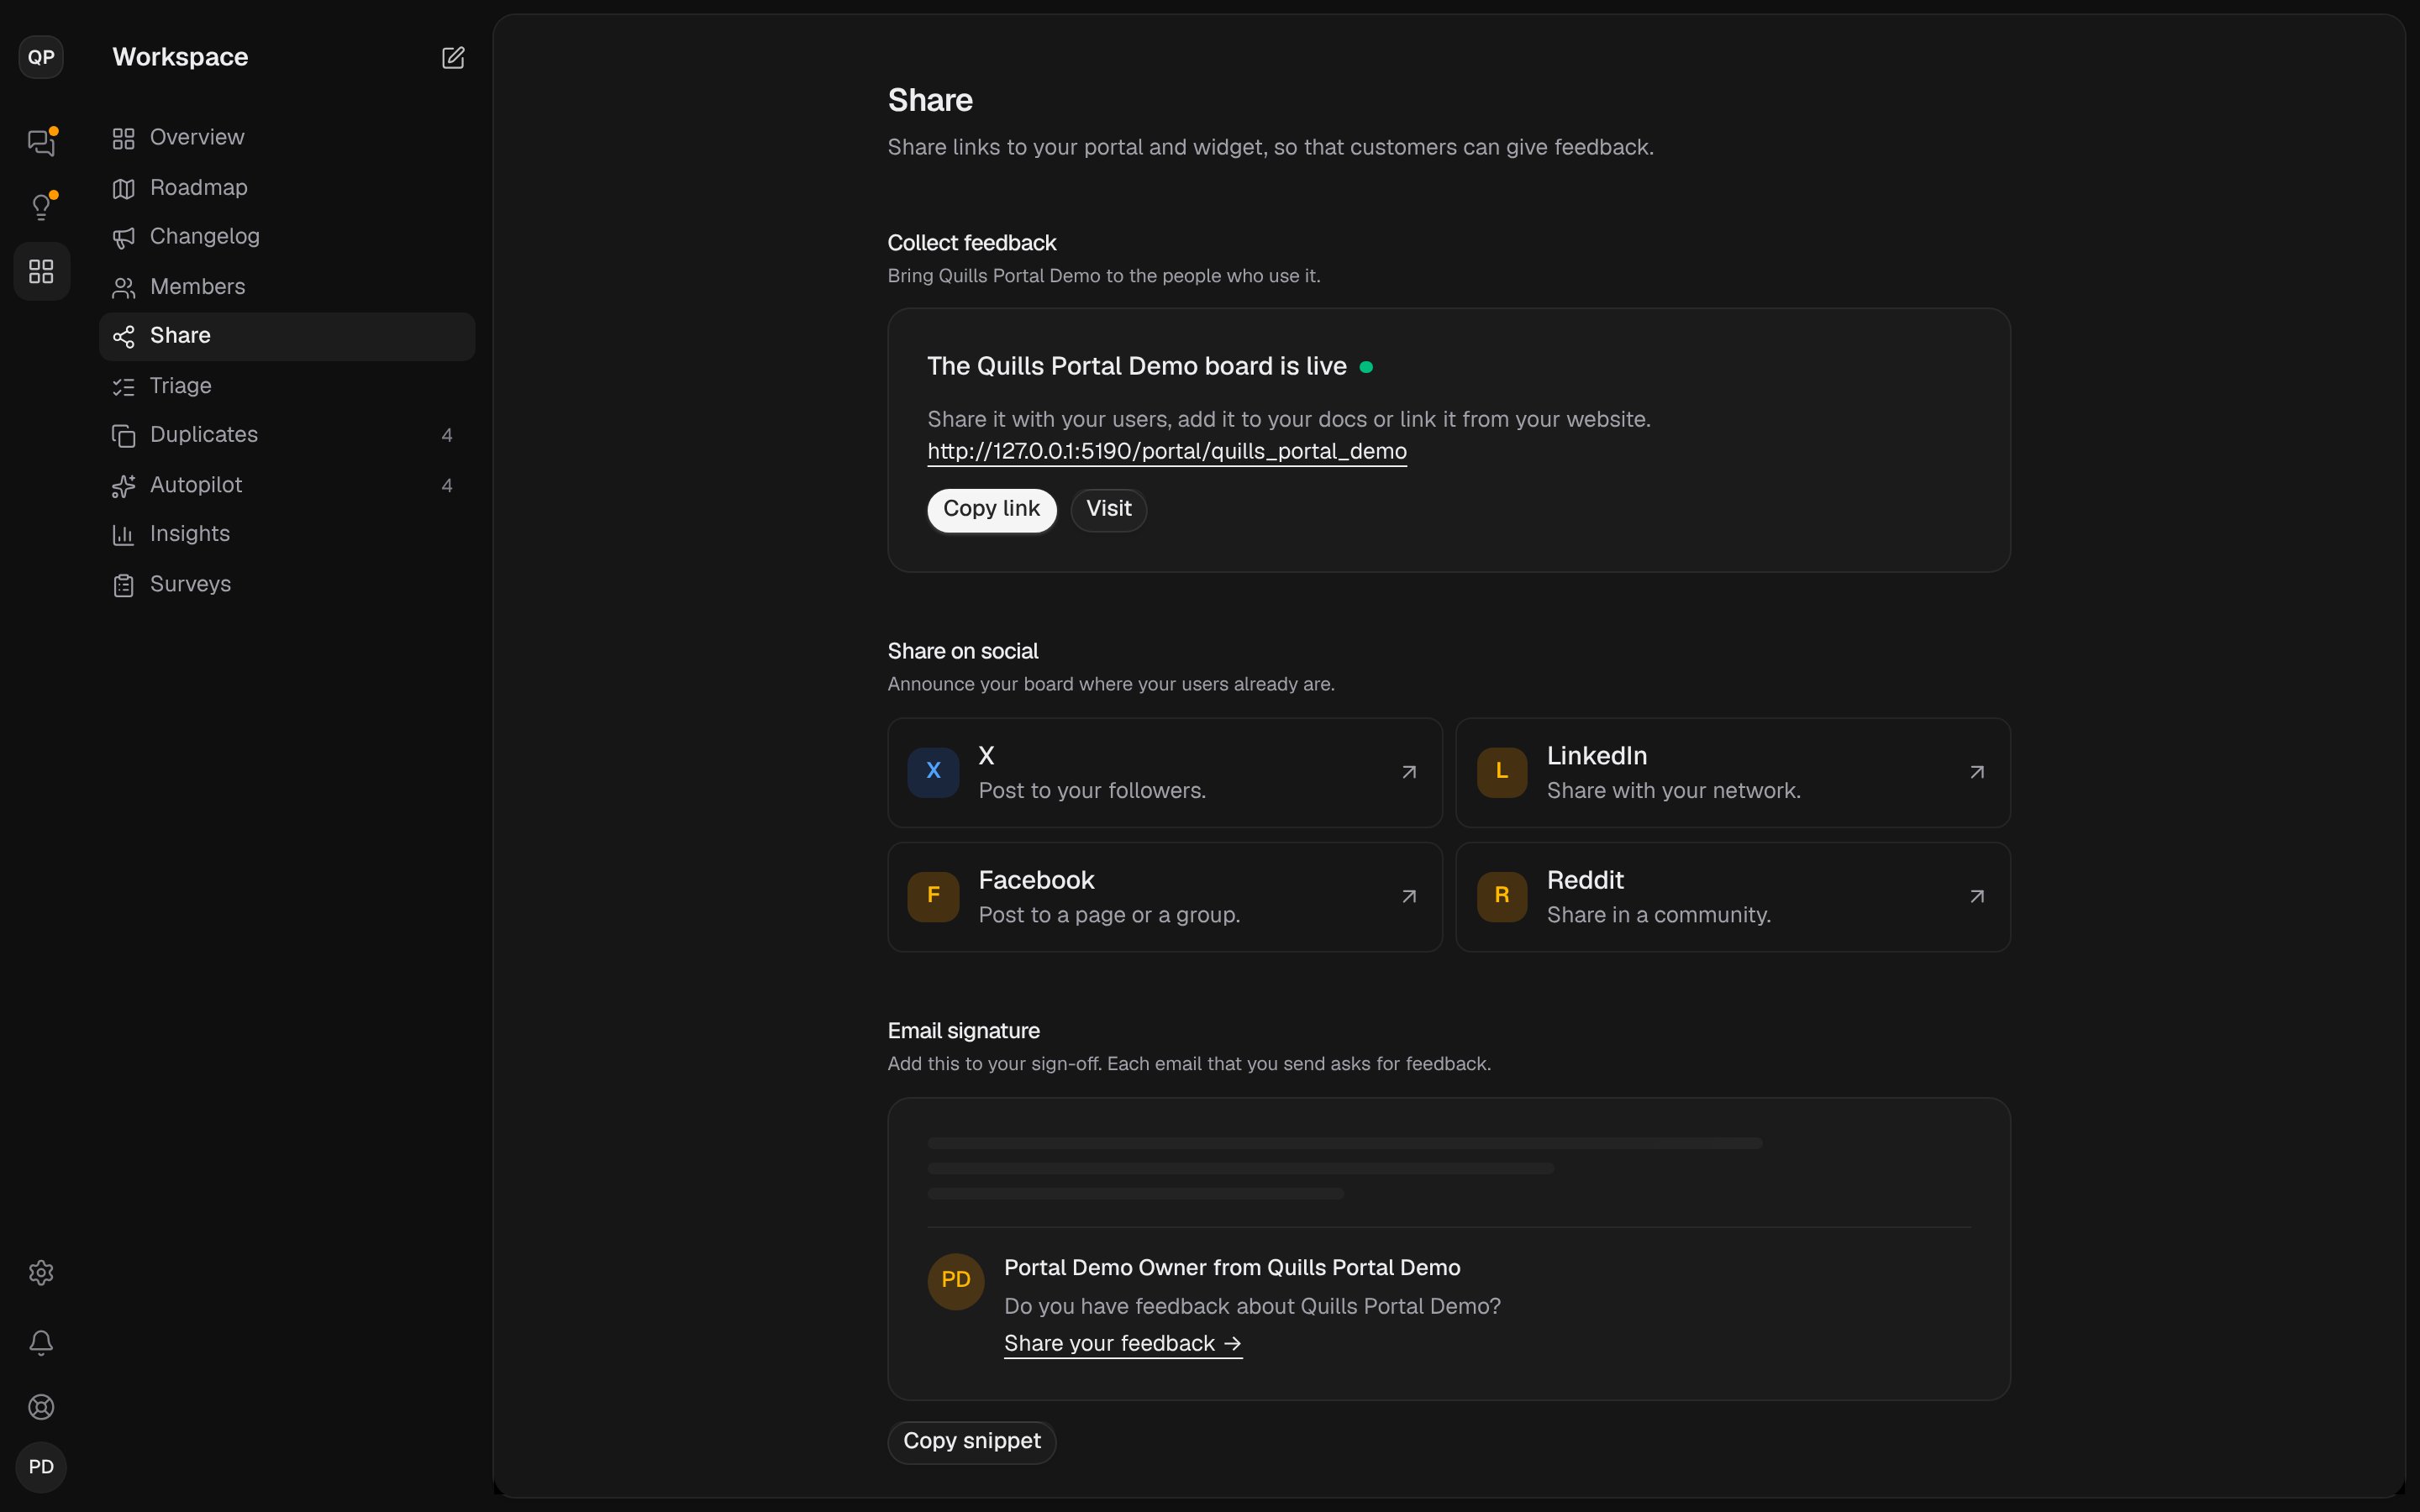 QP
Workspace
Overview
Roadmap
Changelog
Members
Share
Triage
Duplicates 4
Autopilot 4
Insights
Surveys
PD
Share
Share links to your portal and widget, so that customers can give feedback.
Collect feedback
Bring Quills Portal Demo to the people who use it.
The Quills Portal Demo board is live
Share it with your users, add it to your docs or link it from your website.
http://127.0.0.1:5190/portal/quills_portal_demo
Copy link Visit
Share on social
Announce your board where your users already are.
X
X
Post to your followers.
L
LinkedIn
Share with your network.
F
Facebook
Post to a page or a group.
R
Reddit
Share in a community.
Email signature
Add this to your sign-off. Each email that you send asks for feedback.
PD
Portal Demo Owner from Quills Portal Demo
Do you have feedback about Quills Portal Demo?
Share your feedback →
Copy snippet